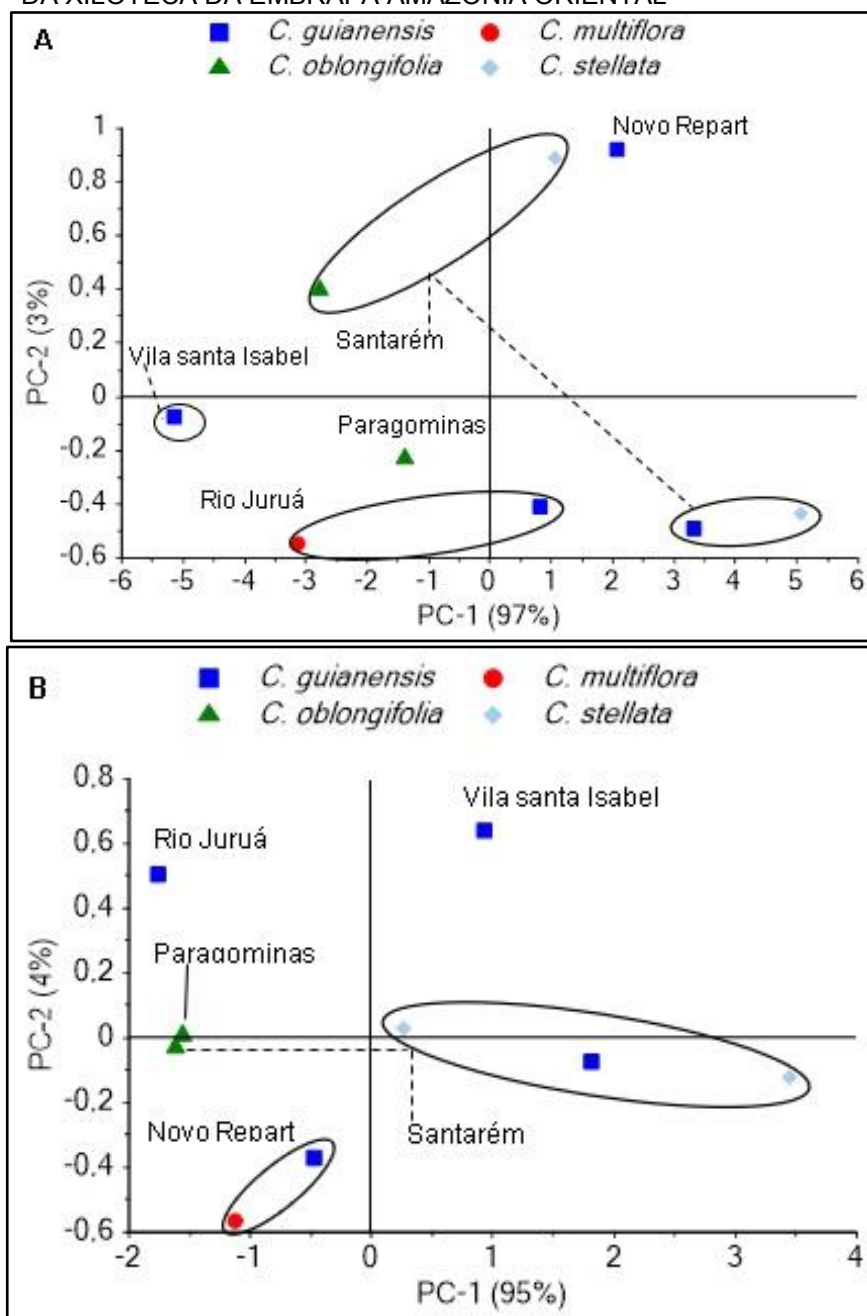 DA XILOTECA DA EMBRAPA AMAZÔNIA ORIENTAL
A
C. guianensis C. multiflora
C. oblongifolia C. stellata
Novo Repart
1
0,8
0,6
0,4
0,2
0
-0,2
-0,4
-0,6
PC-2 (3%)
Santarém
Vila santa Isabel
Paragominas
Rio Juruá
-6 -5 -4 -3 -2 -1 0 1 2 3 4 5 6
PC-1 (97%)
B
C. guianensis C. multiflora
C. oblongifolia C. stellata
0,8
0,6
0,4
0,2
0
-0,2
-0,4
-0,6
PC-2 (4%)
Vila santa Isabel
Rio Juruá
Paragominas
Novo Repart
Santarém
-2 -1 0 1 2 3 4
PC-1 (95%)